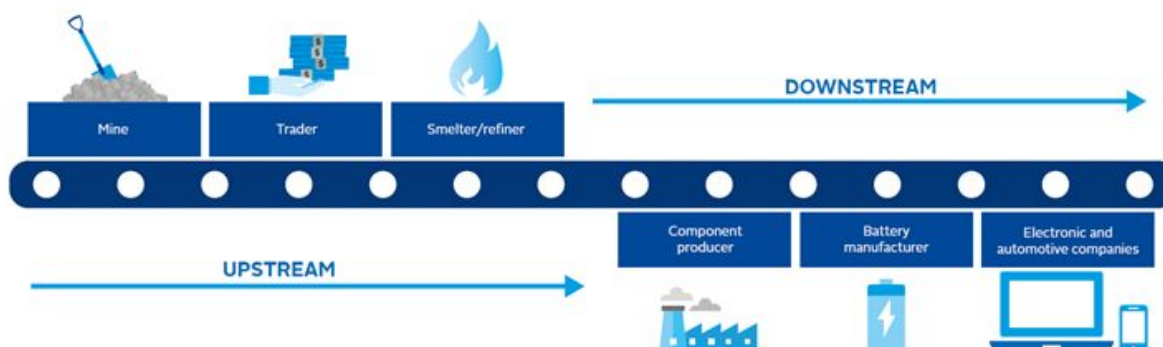 DOWNSTREAM
Mine
Trader
Smelter/refiner
Component
producer
Battery
manufacturer
Electronic and
automotive companies
UPSTREAM